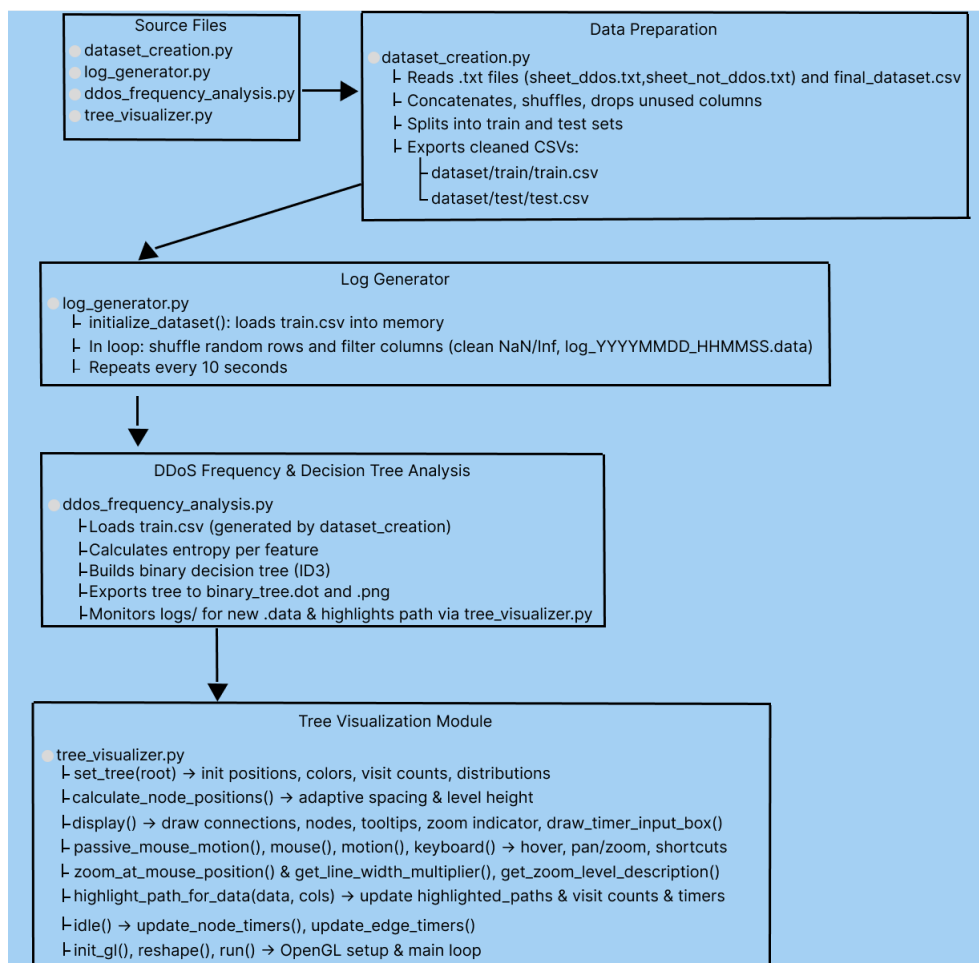 Source Files
dataset_creation.py
log_generator.py
ddos_frequency_analysis.py
tree_visualizer.py
Data Preparation
dataset_creation.py
Reads .txt files (sheet_ddos.txt,sheet_not_ddos.txt) and final_dataset.csv
Concatenates, shuffles, drops unused columns
Splits into train and test sets
Exports cleaned CSVs:
dataset/train/train.csv
dataset/test/test.csv
Log Generator
log_generator.py
initialize_dataset(): loads train.csv into memory
In loop: shuffle random rows and filter columns (clean NaN/Inf, log_YYYYMMDD_HHMMSS.data)
Repeats every 10 seconds
DDoS Frequency & Decision Tree Analysis
ddos_frequency_analysis.py
Loads train.csv (generated by dataset_creation)
Calculates entropy per feature
Builds binary decision tree (ID3)
Exports tree to binary_tree.dot and .png
Monitors logs/ for new .data & highlights path via tree_visualizer.py
Tree Visualization Module
tree_visualizer.py
set_tree(root) → init positions, colors, visit counts, distributions
calculate_node_positions() → adaptive spacing & level height
display() → draw connections, nodes, tooltips, zoom indicator, draw_timer_input_box()
passive_mouse_motion(), mouse(), motion(), keyboard() → hover, pan/zoom, shortcuts
zoom_at_mouse_position() & get_line_width_multiplier(), get_zoom_level_description()
highlight_path_for_data(data, cols) → update highlighted_paths & visit counts & timers
idle() → update_node_timers(), update_edge_timers()
init_gl(), reshape(), run() → OpenGL setup & main loop